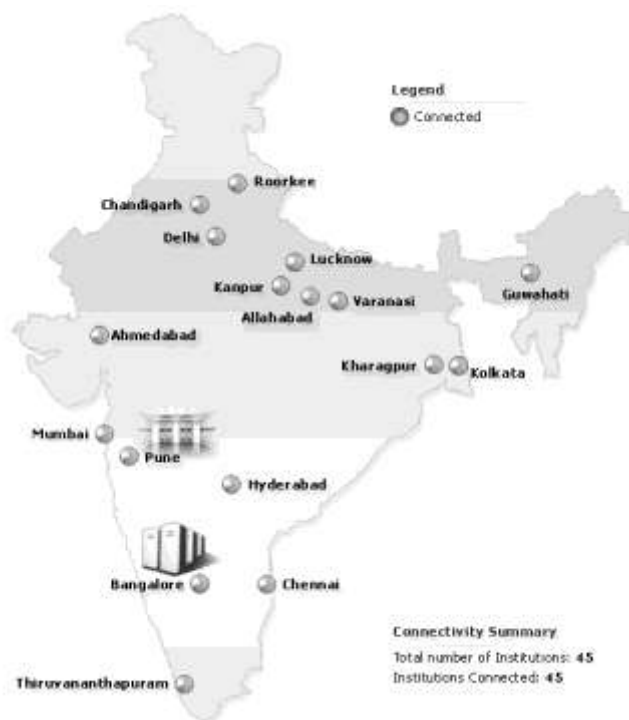 Legend
Connected
Roorkee
Chandigarh
Delhi
Lucknow
Kanpur
Guwahati
Varanasi
Allahabad
Ahmedabad
Kharagpur
Kolkata
Mumbai
Pune
Hyderabad
Bangalore
Chennai
Connectivity Summary
Total number of Institutions: 45
Institutions Connected: 45
Thiruvananthapuram